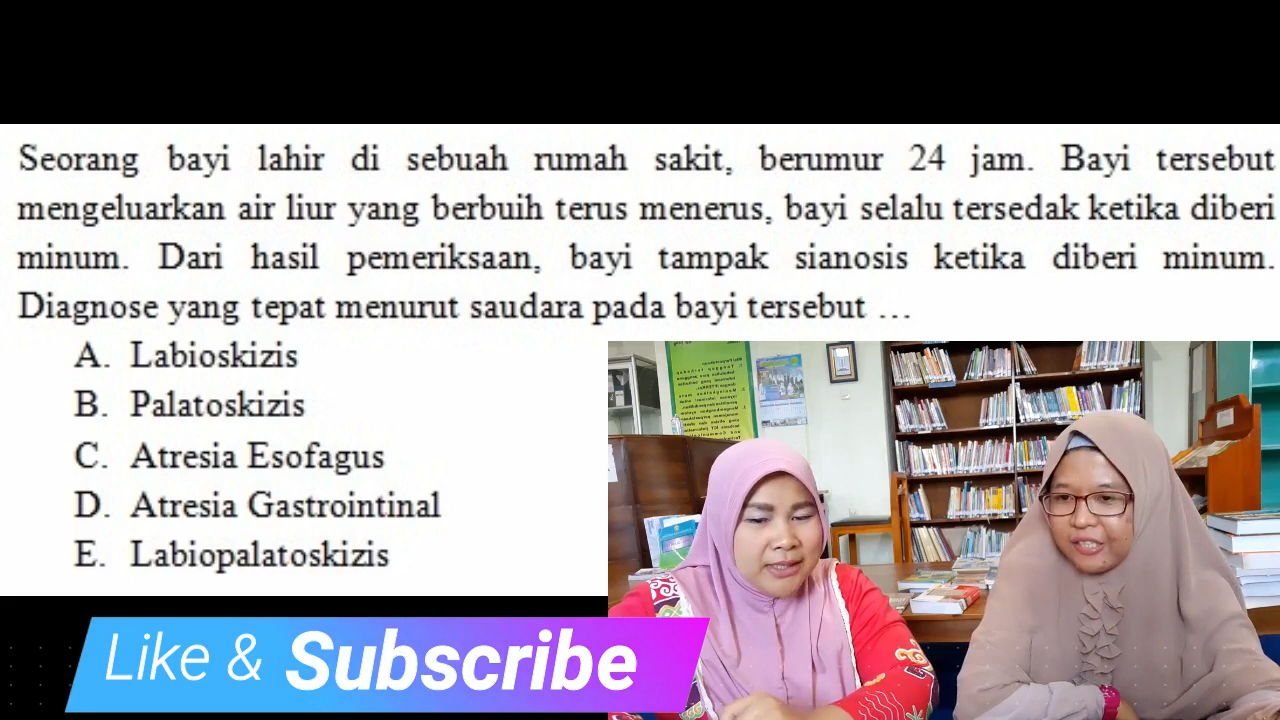 Seorang bayi lahir di sebuah rumah sakit, berumur 24 jam. Bayi tersebut
mengeluarkan air liur yang berbuih terus menerus, bayi selalu tersedak ketika diberi
minum. Dari hasil pemeriksaan, bayi tampak sianosis ketika diberi minum.
Diagnose yang tepat menurut saudara pada bayi tersebut ...
A. Labioskizis
B. Palatoskizis
C. Atresia Esofagus
D. Atresia Gastrointinal
E. Labiopalatoskizis
Like & Subscribe